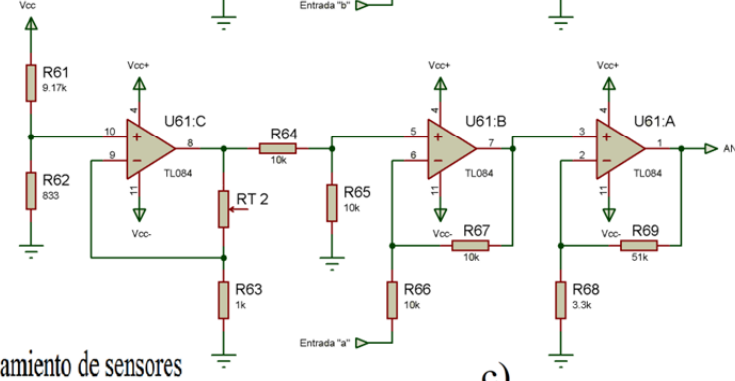 Vcc
Entrada "b"
R61
9.17k
Vcc+
Vcc+
Vcc+
10
9
4
11
8
U61:C
TL084
R64
10k
5
6
4
11
7
U61:B
TL084
3
2
4
11
1
U61:A
TL084
R62
833
RT 2
R65
10k
Vcc-
Vcc-
Vcc-
R67
10k
R69
51k
R63
1k
R66
10k
R68
3.3k
Entrada "a"
amiento de sensores
c)